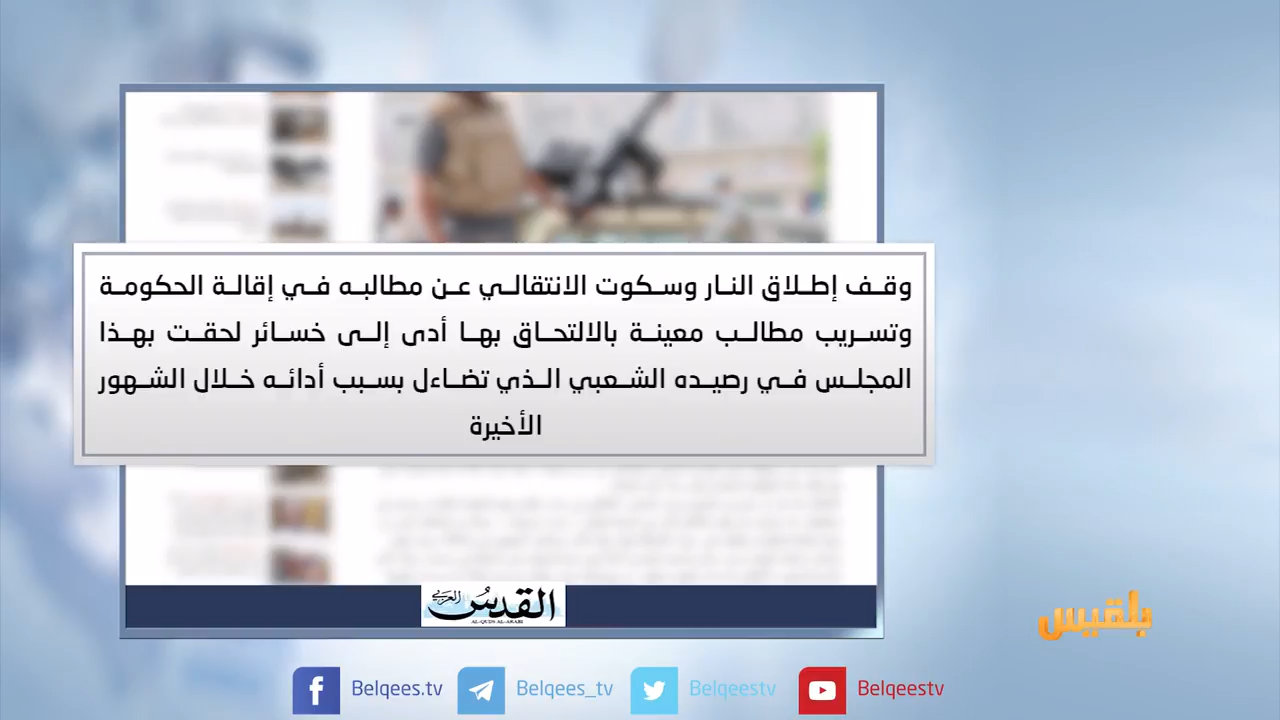 وقف إطلاق النار وسكوت الانتقالي عن مطالبه في إقالة الحكومة
وتسريب مطالب معينة بالالتحاق بها أدى إلى خسائر لحقت بهذا
المجلس في رصيده الشعبي الذي تضاءل بسبب أدائه خلال الشهور
الأخيرة
القدس العربي
AL-QUDS AL-ARABI
بلقيس
Belqees.tv
Belqees_tv
Belqeestv
Belqeestv